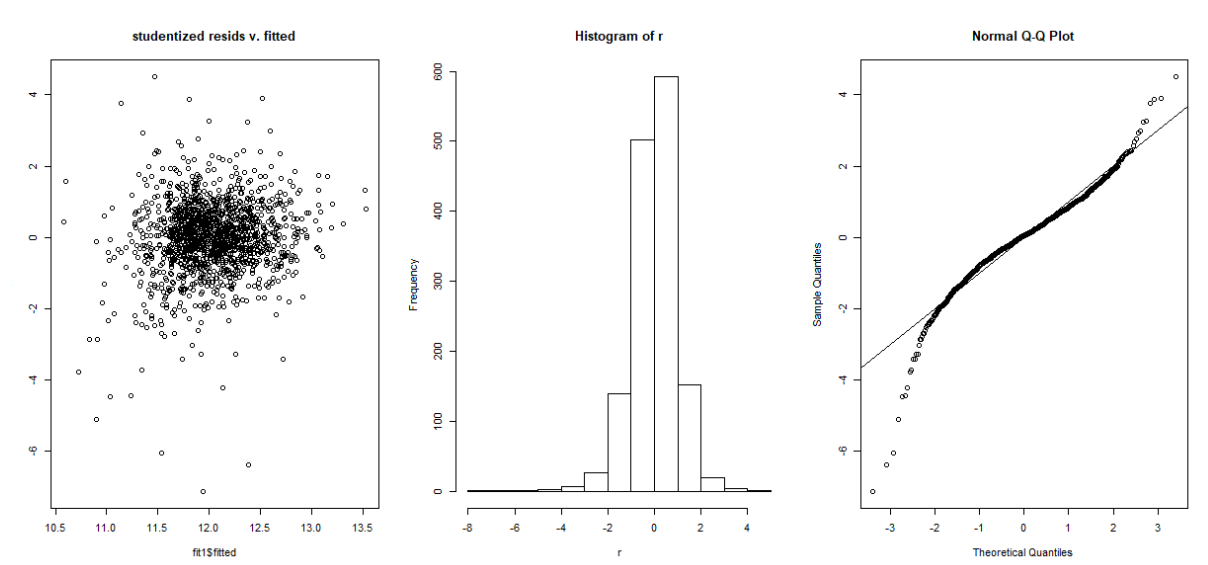 studentized resids v. fitted
4
2
0
-2
-4
-6
10.5 11.0 11.5 12.0 12.5 13.0 13.5
fit1$fitted
Histogram of r
Frequency
600
500
400
300
200
100
0
-8 -6 -4 -2 0 2 4
r
Normal Q-Q Plot
Sample Quantiles
4
2
0
-2
-4
-6
-3 -2 -1 0 1 2 3
Theoretical Quantiles